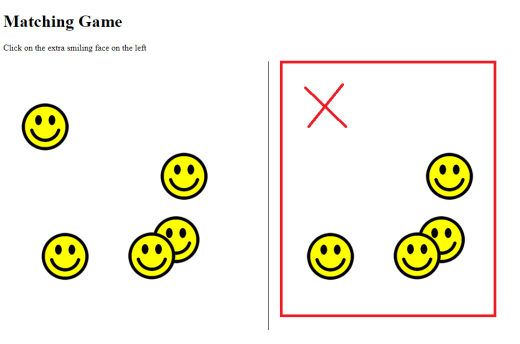 Matching Game
Click on the extra smiling face on the left